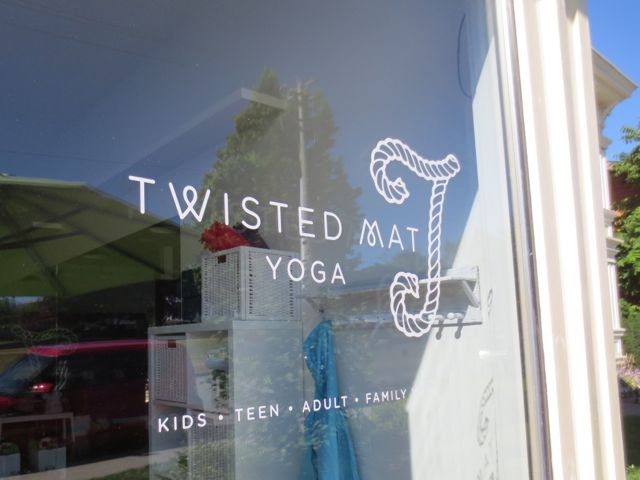 TWISTED MAT
YOGA
KIDS • TEEN • ADULT • FAMILY